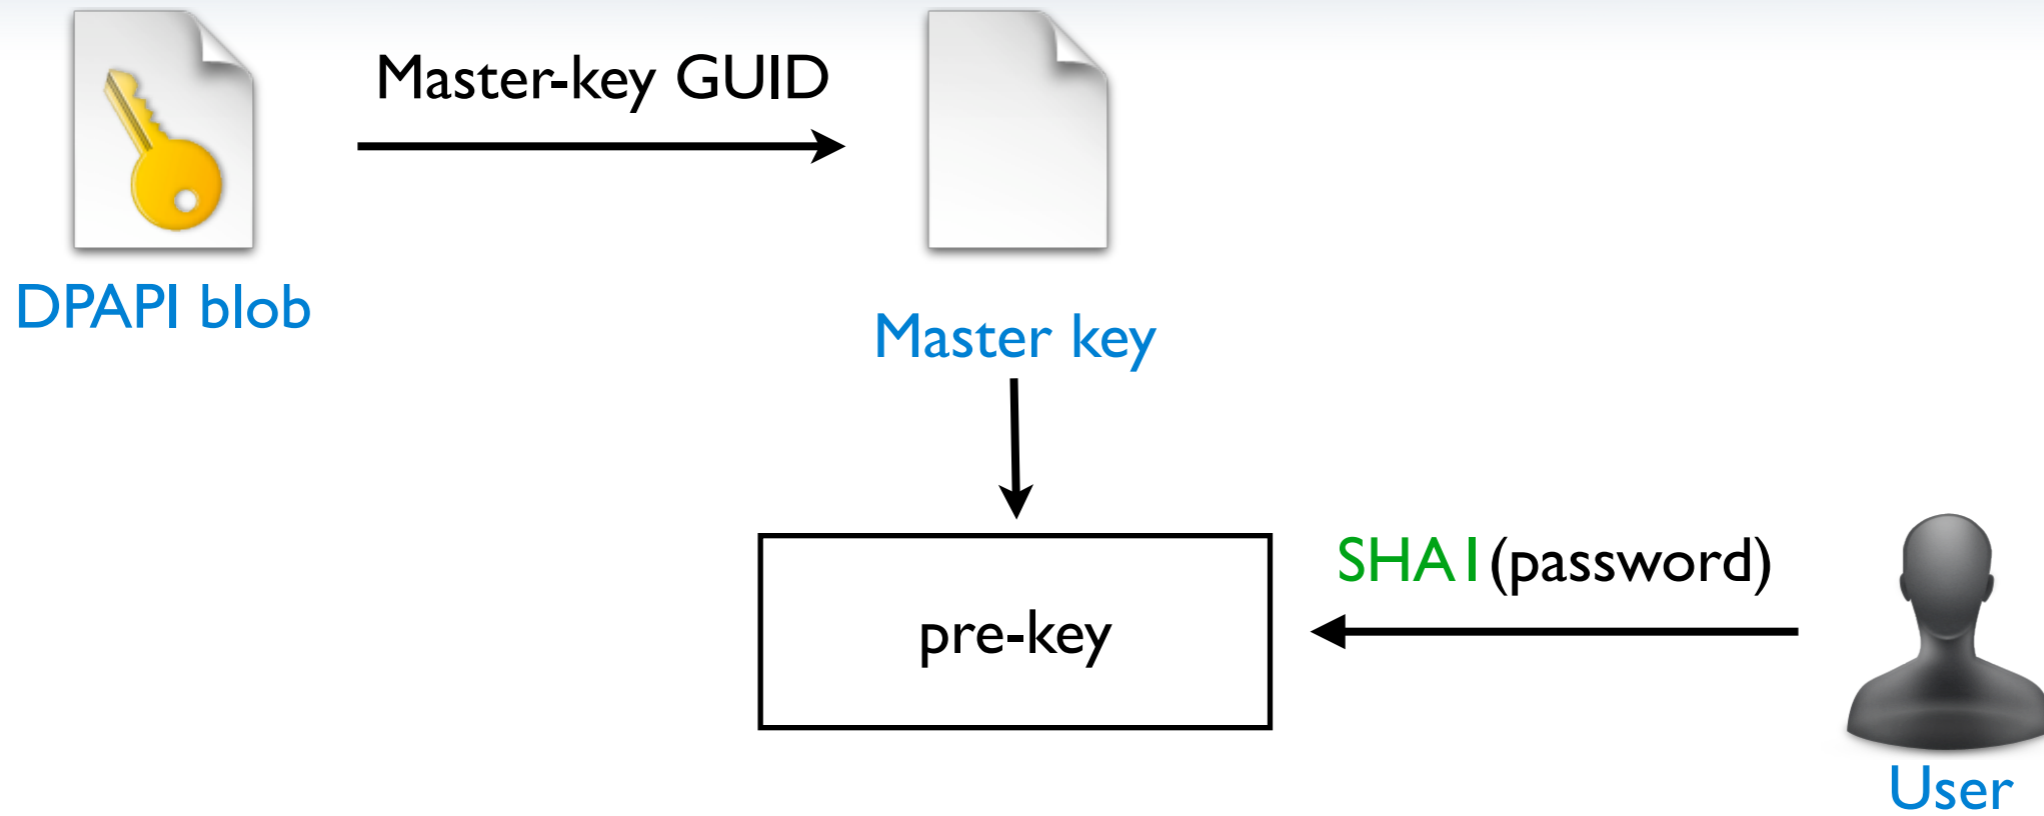 Master-key GUID
DPAPI blob
Master key
SHA1(password)
pre-key
User